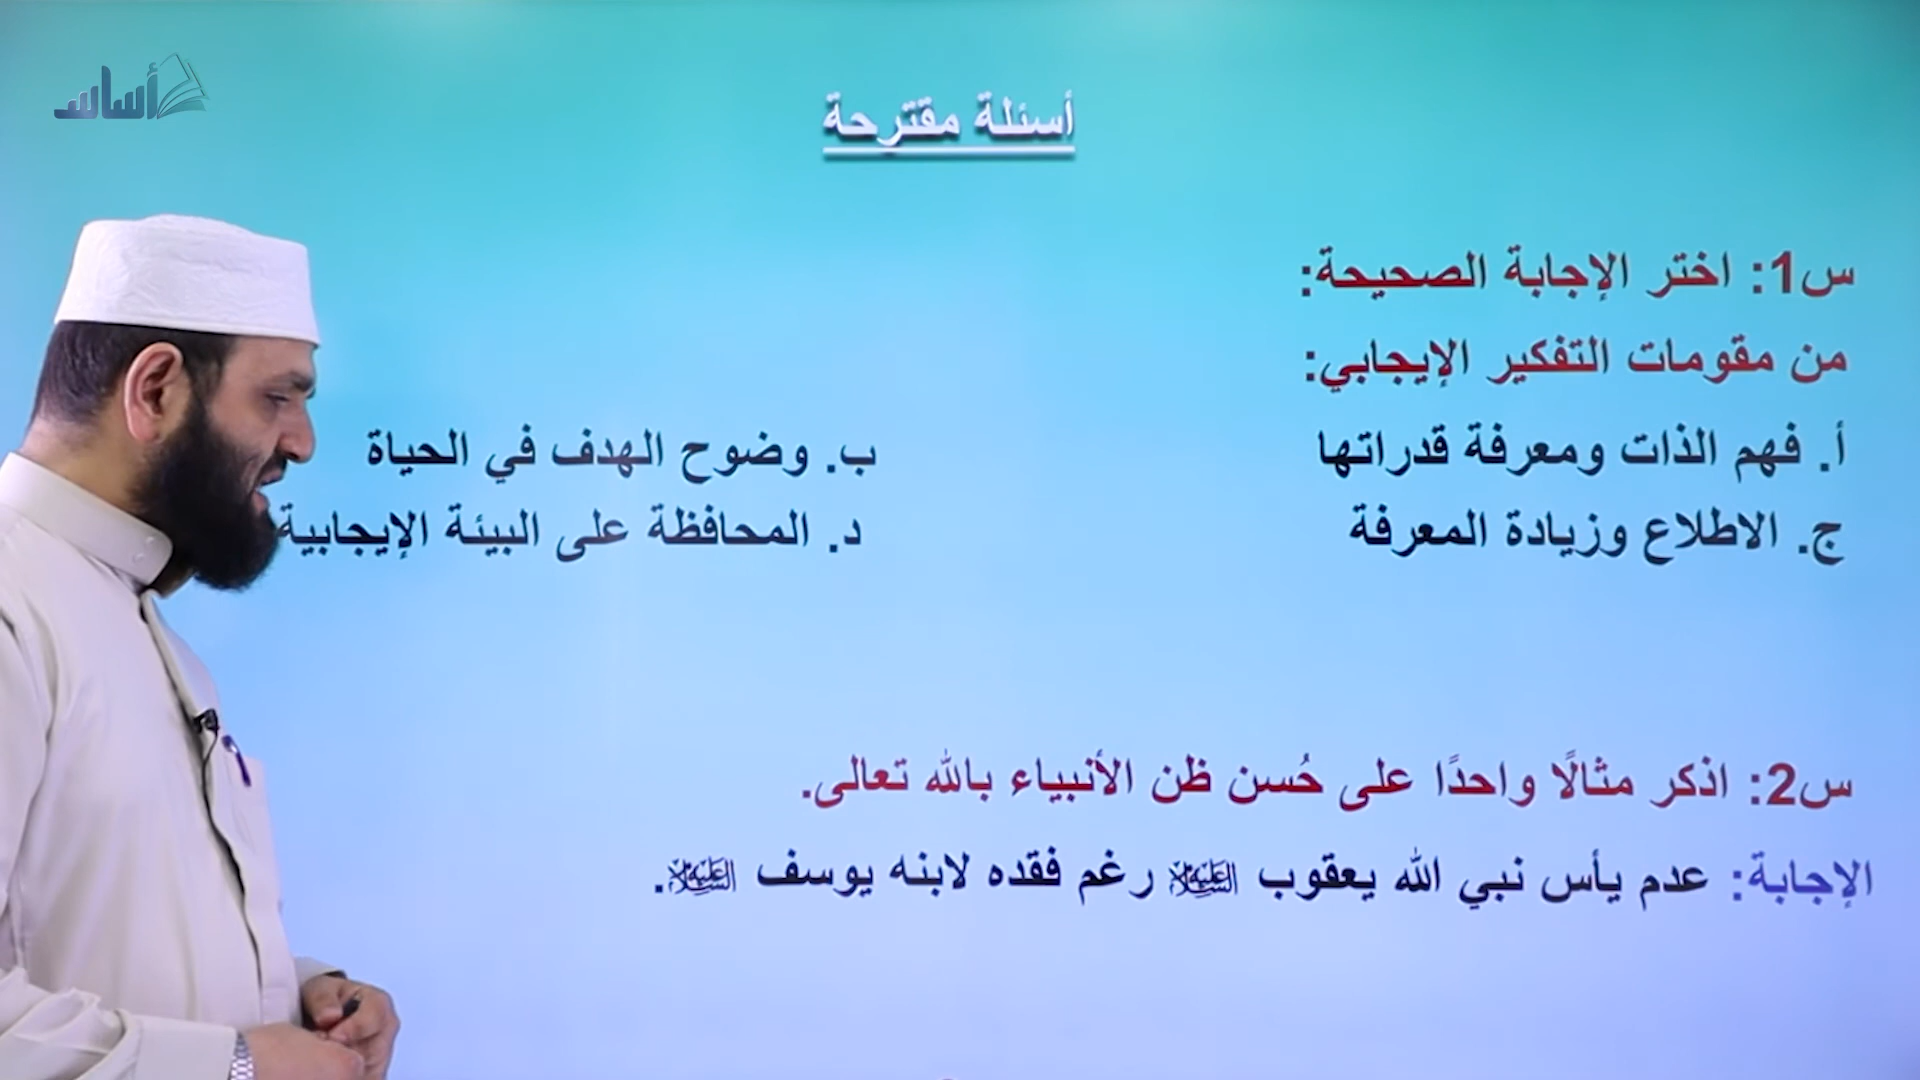 أساس
أسئلة مقترحة
س1: اختر الإجابة الصحيحة:
من مقومات التفكير الإيجابي:
أ. فهم الذات ومعرفة قدراتها
ب. وضوح الهدف في الحياة
ج. الاطلاع وزيادة المعرفة
د. المحافظة على البيئة الإيجابية
س2: اذكر مثالًا واحدًا على حُسن ظن الأنبياء بالله تعالى.
الإجابة: عدم يأس نبي الله يعقوب عليه السلام رغم فقده لابنه يوسف عليه السلام.